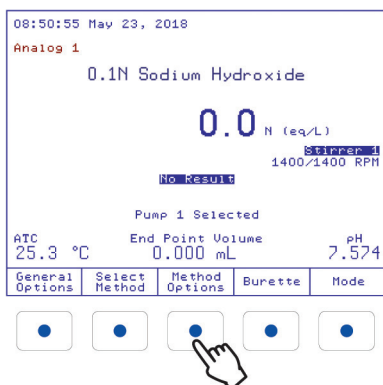 08:50:55 May 23, 2018
Analog 1
0.1N Sodium Hydroxide
0.0 N (eq/L)
Stirrer 1
1400/1400 RPM
No Result
Pump 1 Selected
ATC End Point Volume pH
25.3 °C 0.000 mL 7.574
General Select Method Burette Mode
Options Method Options